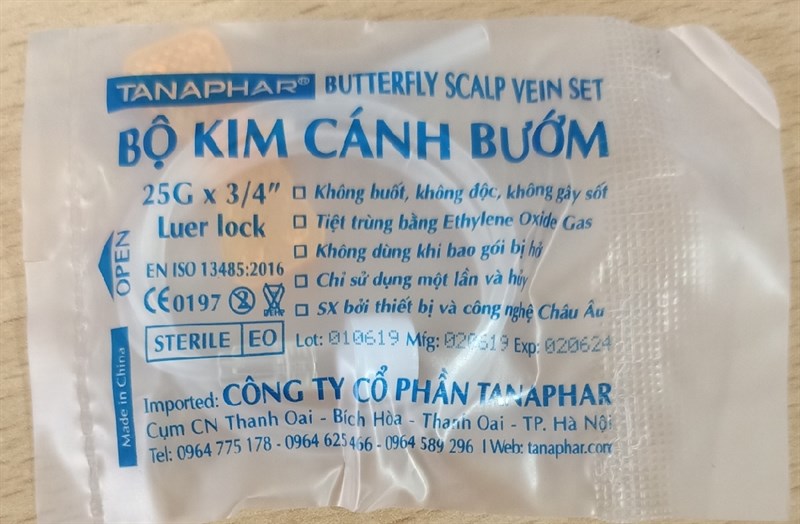 TANAPHAR® BUTTERFLY SCALP VEIN SET
BỘ KIM CÁNH BƯỚM
25G x 3/4"
Luer lock
EN ISO 13485:2016
CE0197
STERILE EO
□ Không buốt, không độc, không gây sốt
□ Tiệt trùng bằng Ethylene Oxide Gas
□ Không dùng khi bao gói bị hở
□ Chỉ sử dụng một lần và hủy
□ SX bởi thiết bị và công nghệ Châu Âu
Lot: 010619 Mfg: 020619 Exp: 020624
OPEN
Made in China
Imported: CÔNG TY CỔ PHẦN TANAPHAR
Cụm CN Thanh Oai - Bích Hòa - Thanh Oai - TP. Hà Nội
Tel: 0964 775 178 - 0964 625 466 - 0964 589 296 I Web: tanaphar.com